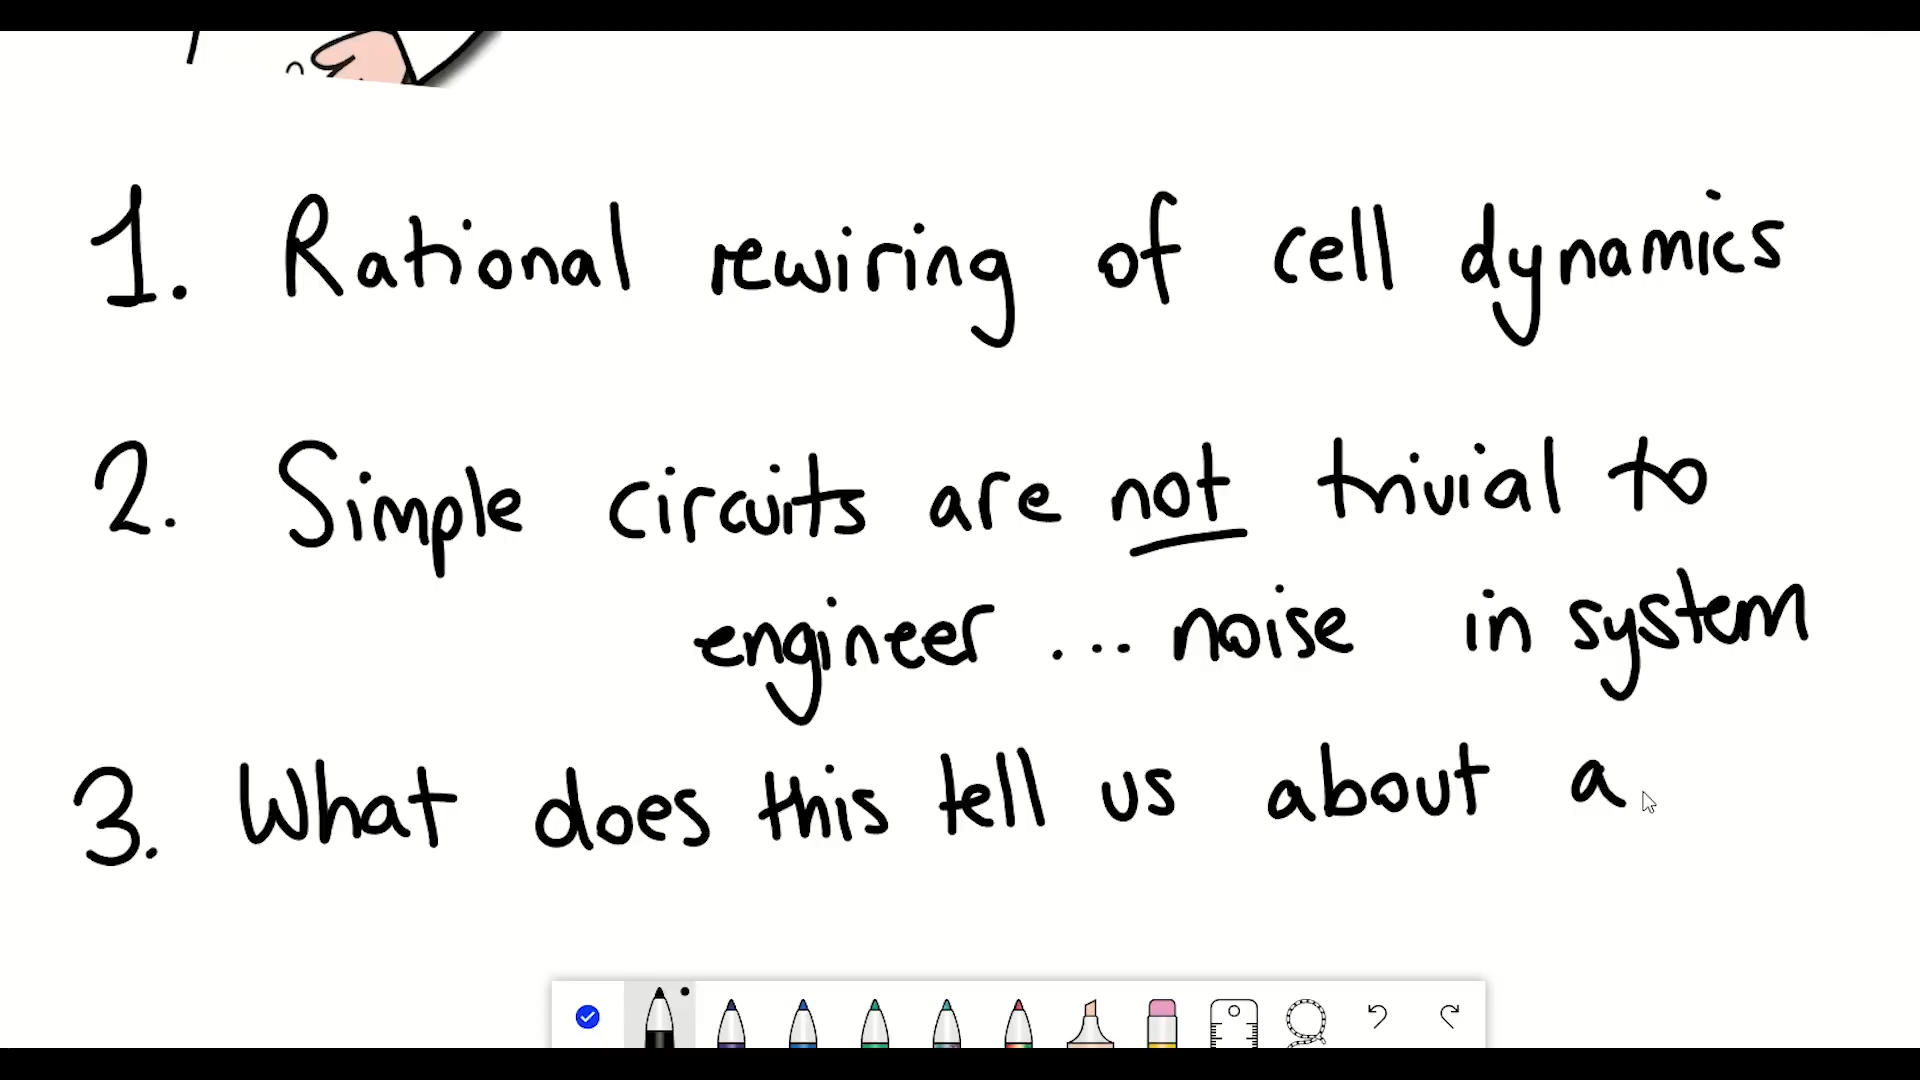 1. Rational rewiring of cell dynamics
2. Simple circuits are not trivial to
engineer ... noise in system
3. What does this tell us about a